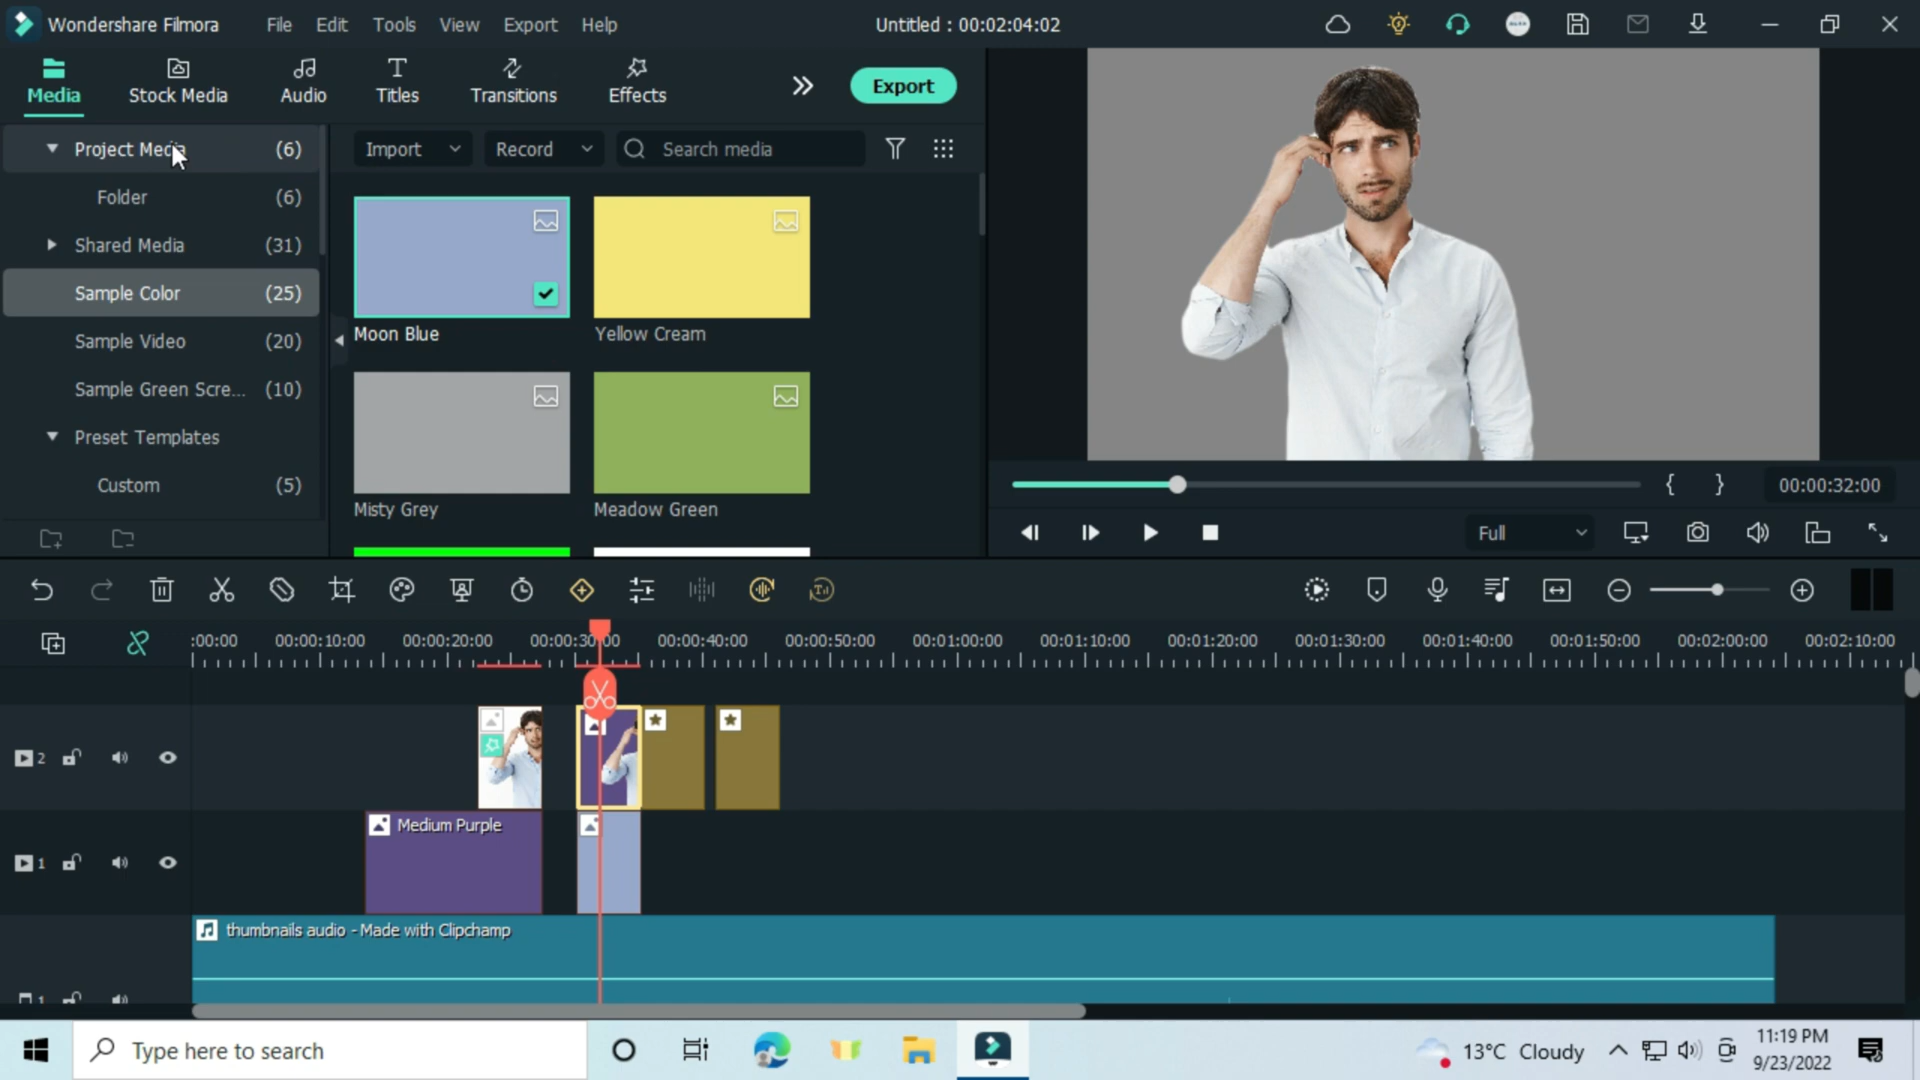 Wondershare Filmora File Edit Tools View Export Help Untitled : 00:02:04:02
Media Stock Media Audio Titles Transitions Effects Export
Project Media (6)
Folder (6)
Shared Media (31)
Sample Color (25)
Sample Video (20)
Sample Green Scre... (10)
Preset Templates
Custom (5)
Import Record Search media
Moon Blue Yellow Cream
Misty Grey Meadow Green
00:00:32:00
Full
:00:00 00:00:10:00 00:00:20:00 00:00:30:00 00:00:40:00 00:00:50:00 00:01:00:00 00:01:10:00 00:01:20:00 00:01:30:00 00:01:40:00 00:01:50:00 00:02:00:00 00:02:10:00
2
Medium Purple
1
thumbnails audio - Made with Clipchamp
1
Type here to search
13°C Cloudy
11:19 PM
9/23/2022